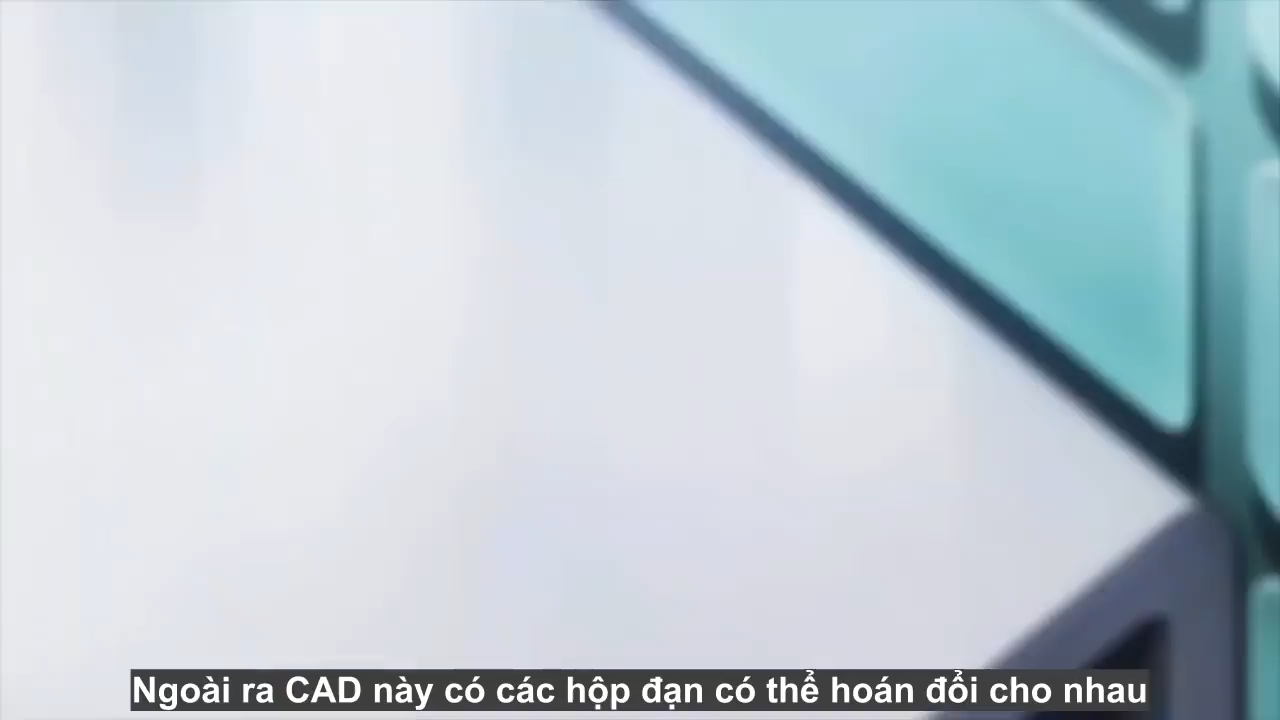 Ngoài ra CAD này có các hộp đạn có thể hoán đổi cho nhau